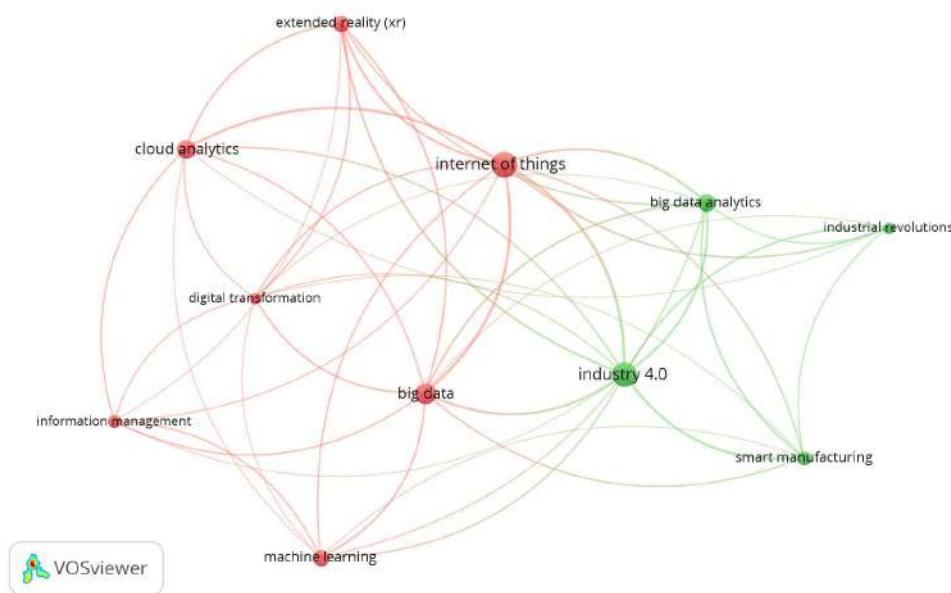 extended reality (xr)
cloud analytics
internet of things
big data analytics
industrial revolutions
digital transformation
industry 4.0
big data
information management
smart manufacturing
machine learning
VOSviewer